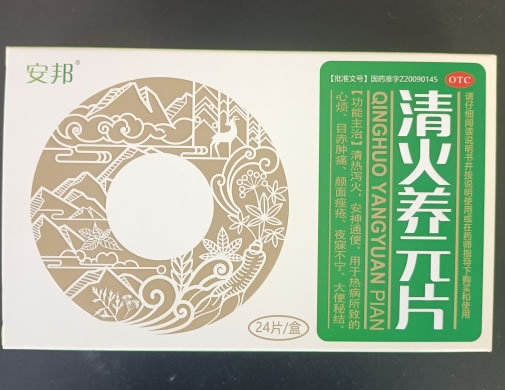 安邦®
【批准文号】国药准字Z20090145
OTC
请仔细阅读说明书并按说明使用或在药师指导下购买和使用
清火养元片
QINGHUO YANGYUAN PIAN
【功能主治】清热泻火，安神通便。用于热病所致的
心烦、目赤肿痛、颜面痤疮、夜寐不宁、大便秘结。
24片/盒